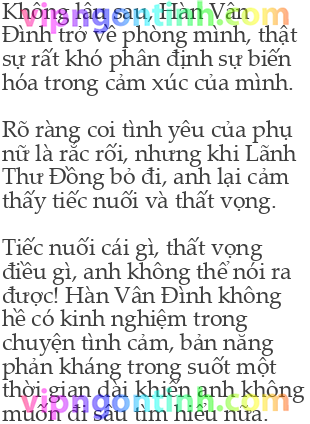 Không lâu sau, Hàn Vân
Đình trở về phòng mình, thật
sự rất khó phân định sự biến
hóa trong cảm xúc của mình.
Rõ ràng coi tình yêu của phụ
nữ là rắc rối, nhưng khi Lãnh
Thư Đồng bỏ đi, anh lại cảm
thấy tiếc nuối và thất vọng.
Tiếc nuối cái gì, thất vọng
điều gì, anh không thể nói ra
được! Hàn Vân Đình không
hề có kinh nghiệm trong
chuyện tình cảm, bản năng
phản kháng trong suốt một
thời gian dài khiến anh không
muốn đi sâu tìm hiểu nữa.
vipngontinh.com
vipngontinh.com